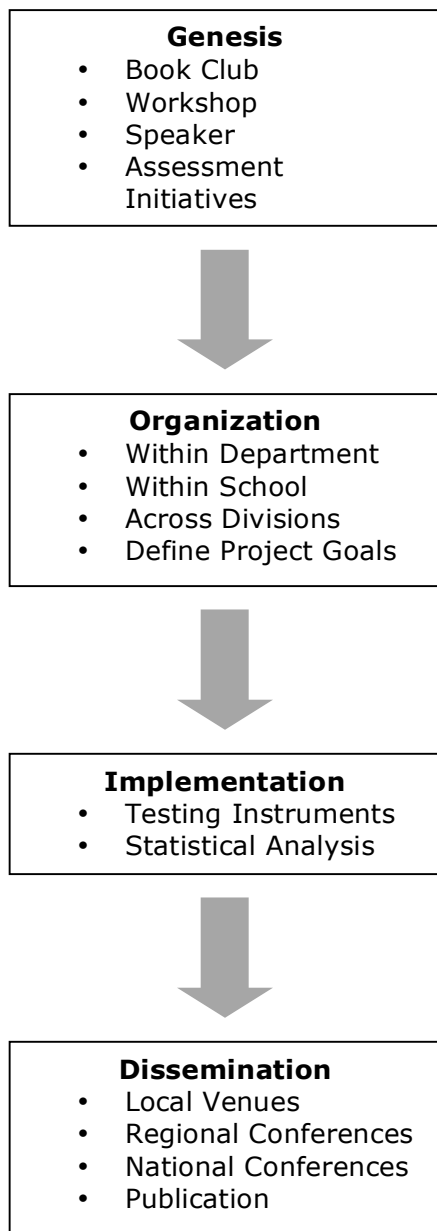 Genesis
• Book Club
• Workshop
• Speaker
• Assessment
Initiatives
Organization
• Within Department
• Within School
• Across Divisions
• Define Project Goals
Implementation
• Testing Instruments
• Statistical Analysis
Dissemination
• Local Venues
• Regional Conferences
• National Conferences
• Publication